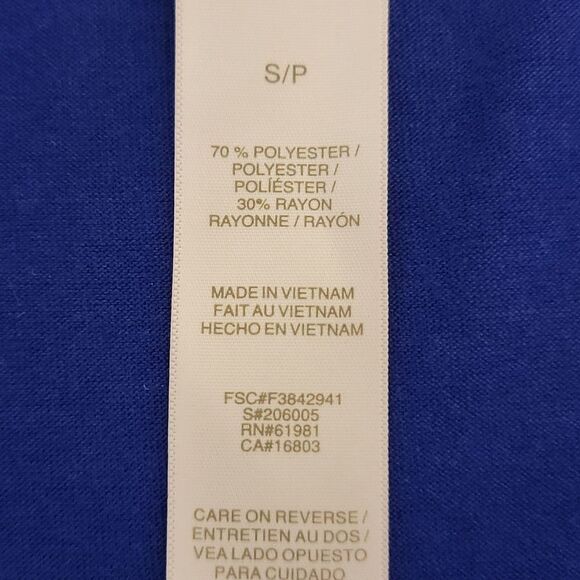 S/P
70 % POLYESTER /
POLYESTER /
POLÍÉSTER /
30% RAYON
RAYONNE / RAYÓN
MADE IN VIETNAM
FAIT AU VIETNAM
HECHO EN VIETNAM
FSC#F3842941
S#206005
RN#61981
CA#16803
CARE ON REVERSE /
ENTRETIEN AU DOS /
VEA LADO OPUESTO
PARA CUIDADO